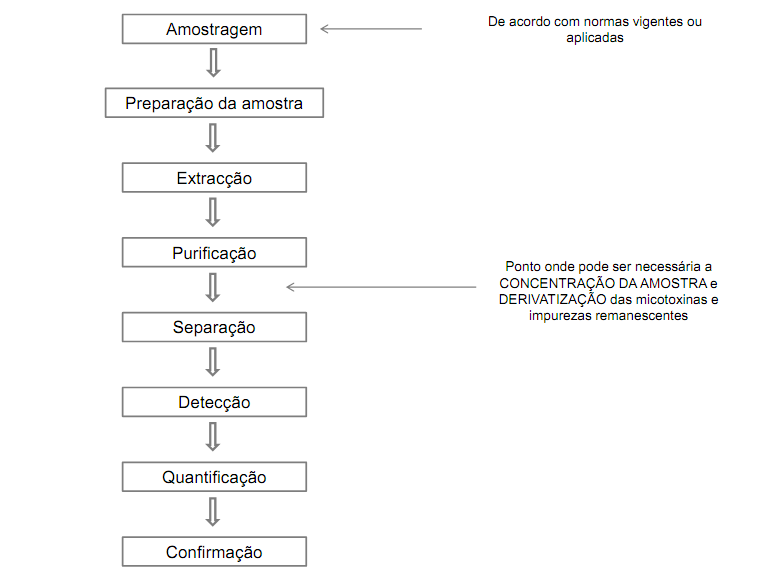 Amostragem
De acordo com normas vigentes ou
aplicadas
Preparação da amostra
Extracção
Purificação
Ponto onde pode ser necessária a
CONCENTRAÇÃO DA AMOSTRA e
DERIVATIZAÇÃO das micotoxinas e
impurezas remanescentes
Separação
Detecção
Quantificação
Confirmação